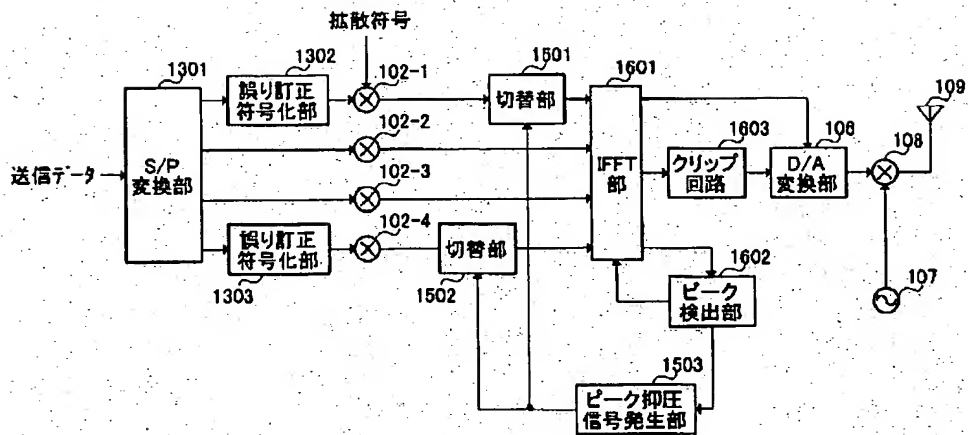 拡散符号
1301
1302
誤り訂正
符号化部
102-1
1501
切替部
1601
109
送信データ
S/P
変換部
102-2
IFFT
部
1603
クリップ
回路
106
D/A
変換部
108
102-3
誤り訂正
符号化部
1303
102-4
切替部
1502
1602
ピーク
検出部
107
1503
ピーク抑圧
信号発生部